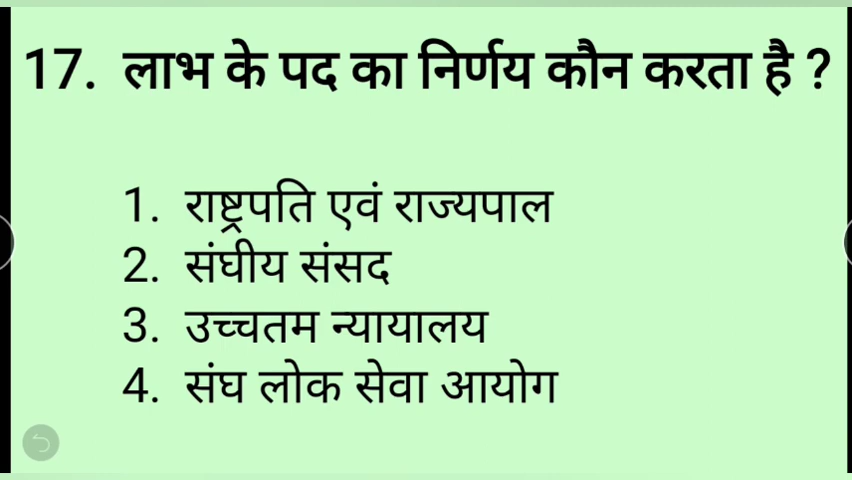 17. लाभ के पद का निर्णय कौन करता है ?
1. राष्ट्रपति एवं राज्यपाल
2. संघीय संसद
3. उच्चतम न्यायालय
4. संघ लोक सेवा आयोग